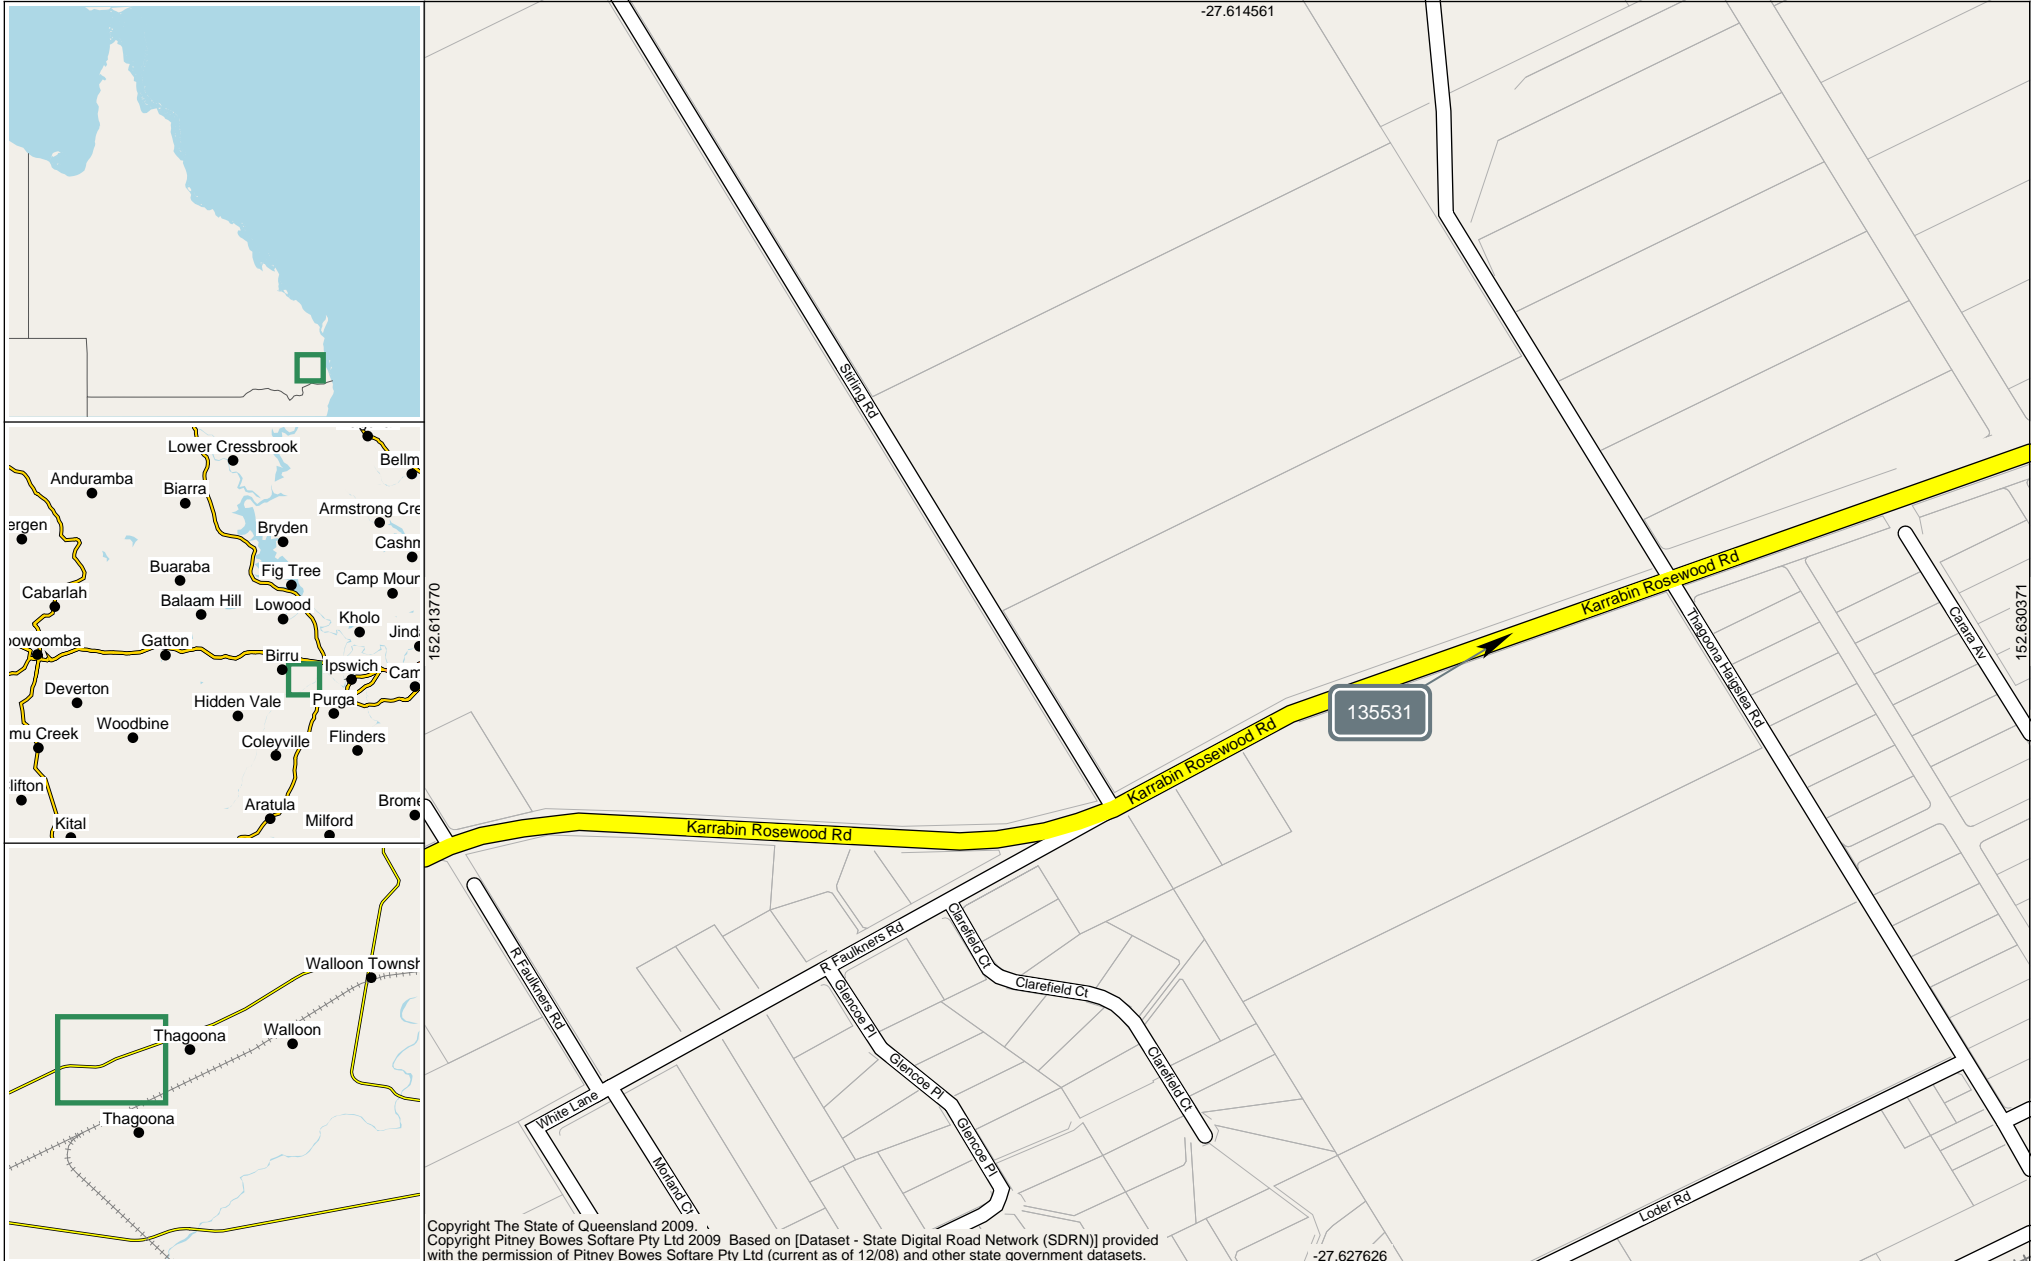 -27.614561
Stirling Rd
Karrabin Rosewood Rd
Thagoona Haigslea Rd
Carara Av
152.613770
152.630371
135531
Karrabin Rosewood Rd
Karrabin Rosewood Rd
R Faulkners Rd
R Faulkners Rd
Clarefield Ct
Clarefield Ct
Clarefield Ct
Glencoe Pl
Glencoe Pl
Glencoe Pl
White Lane
Morland Ct
Loder Rd
-27.627626
Lower Cressbrook
Bellm
Anduramba
Biarra
Armstrong Cre
ergen
Bryden
Cashm
Buaraba
Fig Tree
Camp Moun
Cabarlah
Balaam Hill
Lowood
Kholo
oowoomba
Gatton
Jinda
Birru
Ipswich
Cam
Deverton
Hidden Vale
Purga
mu Creek
Woodbine
Coleyville
Flinders
lifton
Aratula
Brome
Kital
Milford
Walloon Townsh
Thagoona
Walloon
Thagoona
Copyright The State of Queensland 2009.
Copyright Pitney Bowes Softare Pty Ltd 2009 Based on [Dataset - State Digital Road Network (SDRN)] provided
with the permission of Pitney Bowes Softare Pty Ltd (current as of 12/08) and other state government datasets.